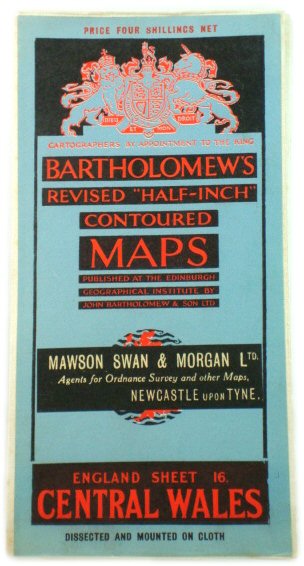 PRICE FOUR SHILLINGS NET
DIEU ET MON DROIT
CARTOGRAPHERS BY APPOINTMENT TO THE KING
BARTHOLOMEW'S
REVISED "HALF-INCH"
CONTOURED
MAPS
PUBLISHED AT THE EDINBURGH
GEOGRAPHICAL INSTITUTE BY
JOHN BARTHOLOMEW & SON LTD
MAWSON SWAN & MORGAN LTD.
Agents for Ordnance Survey and other Maps,
NEWCASTLE UPON TYNE.
ENGLAND SHEET 16.
CENTRAL WALES
DISSECTED AND MOUNTED ON CLOTH